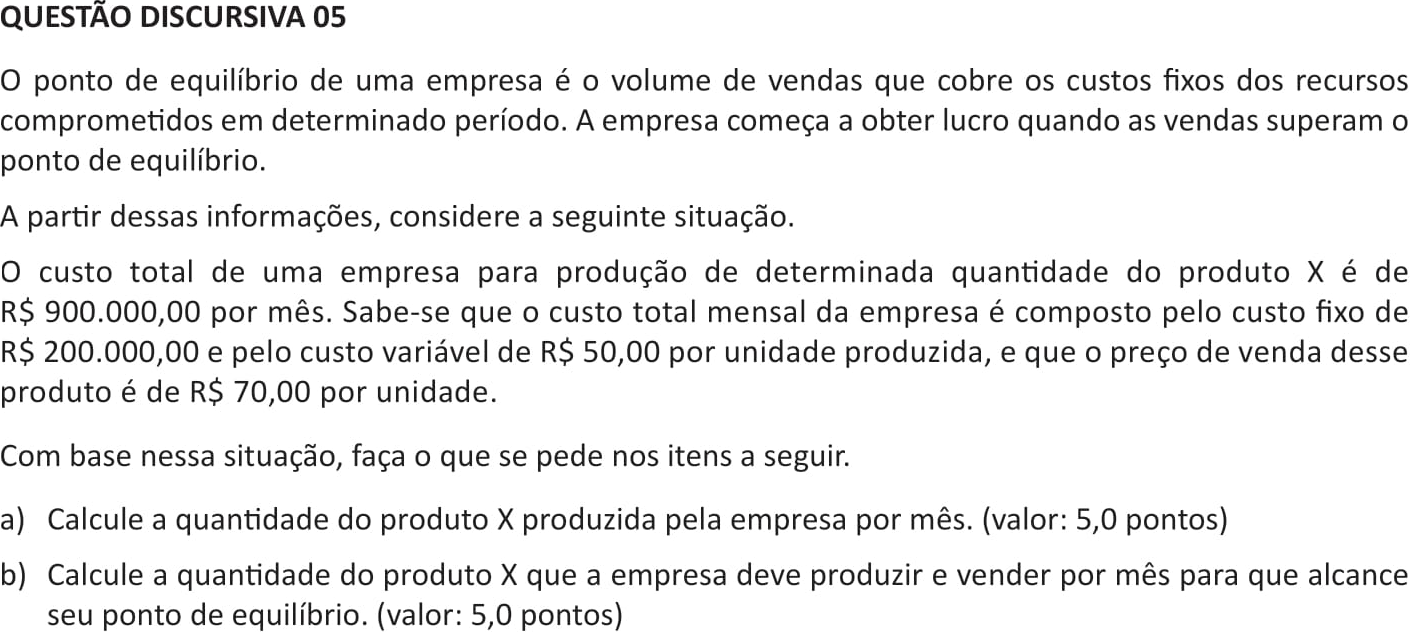 QUESTÃO DISCURSIVA 05
O ponto de equilíbrio de uma empresa é o volume de vendas que cobre os custos fixos dos recursos
comprometidos em determinado período. A empresa começa a obter lucro quando as vendas superam o
ponto de equilíbrio.
A partir dessas informações, considere a seguinte situação.
O custo total de uma empresa para produção de determinada quantidade do produto X é de
R$ 900.000,00 por mês. Sabe-se que o custo total mensal da empresa é composto pelo custo fixo de
R$ 200.000,00 e pelo custo variável de R$ 50,00 por unidade produzida, e que o preço de venda desse
produto é de R$ 70,00 por unidade.
Com base nessa situação, faça o que se pede nos itens a seguir.
a) Calcule a quantidade do produto X produzida pela empresa por mês. (valor: 5,0 pontos)
b) Calcule a quantidade do produto X que a empresa deve produzir e vender por mês para que alcance
seu ponto de equilíbrio. (valor: 5,0 pontos)